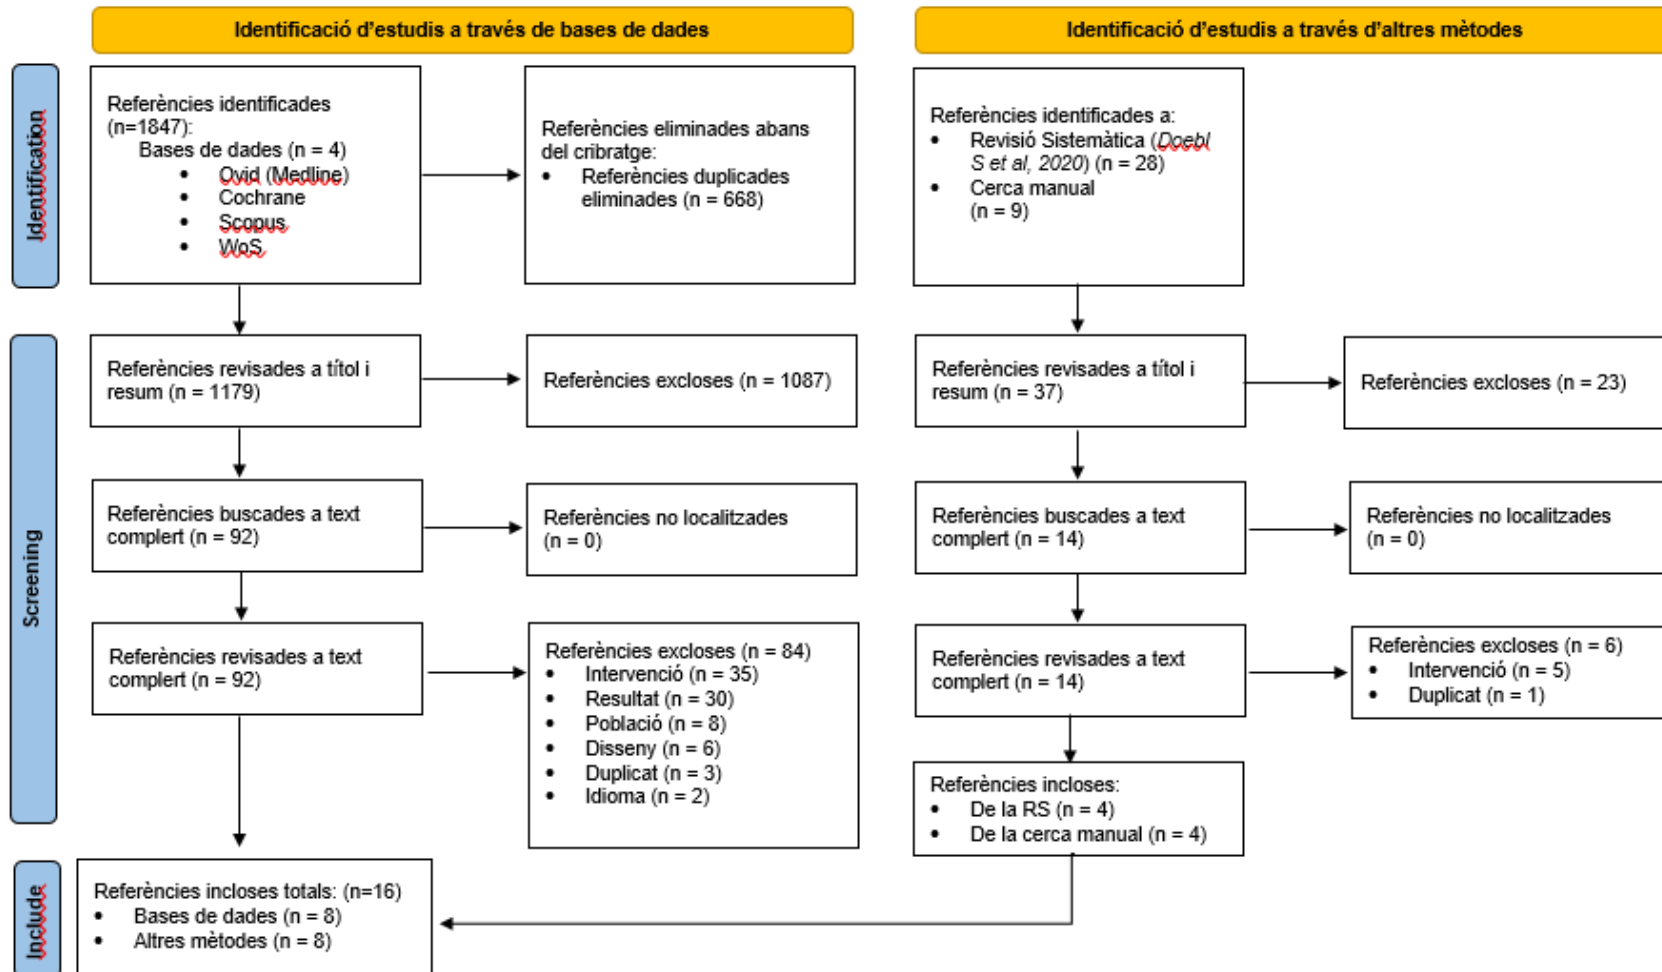 Identificació d'estudis a través de bases de dades
Identificació d'estudis a través d'altres mètodes
Identification
Referències identificades
(n=1847):
Bases de dades (n = 4)
• Ovid (Medline)
• Cochrane
• Scopus
• WoS
Referències eliminades abans
del cribratge:
• Referències duplicades
eliminades (n = 668)
Referències identificades a:
• Revisió Sistemàtica (Doebl
S et al, 2020) (n = 28)
• Cerca manual
(n = 9)
Screening
Referències revisades a títol i
resum (n = 1179)
Referències excloses (n = 1087)
Referències revisades a títol i
resum (n = 37)
Referències excloses (n = 23)
Referències buscades a text
complert (n = 92)
Referències no localitzades
(n = 0)
Referències buscades a text
complert (n = 14)
Referències no localitzades
(n = 0)
Referències revisades a text
complert (n = 92)
Referències excloses (n = 84)
• Intervenció (n = 35)
• Resultat (n = 30)
• Població (n = 8)
• Disseny (n = 6)
• Duplicat (n = 3)
• Idioma (n = 2)
Referències revisades a text
complert (n = 14)
Referències excloses (n = 6)
• Intervenció (n = 5)
• Duplicat (n = 1)
Referències incloses:
• De la RS (n = 4)
• De la cerca manual (n = 4)
Include
Referències incloses totals: (n=16)
• Bases de dades (n = 8)
• Altres mètodes (n = 8)